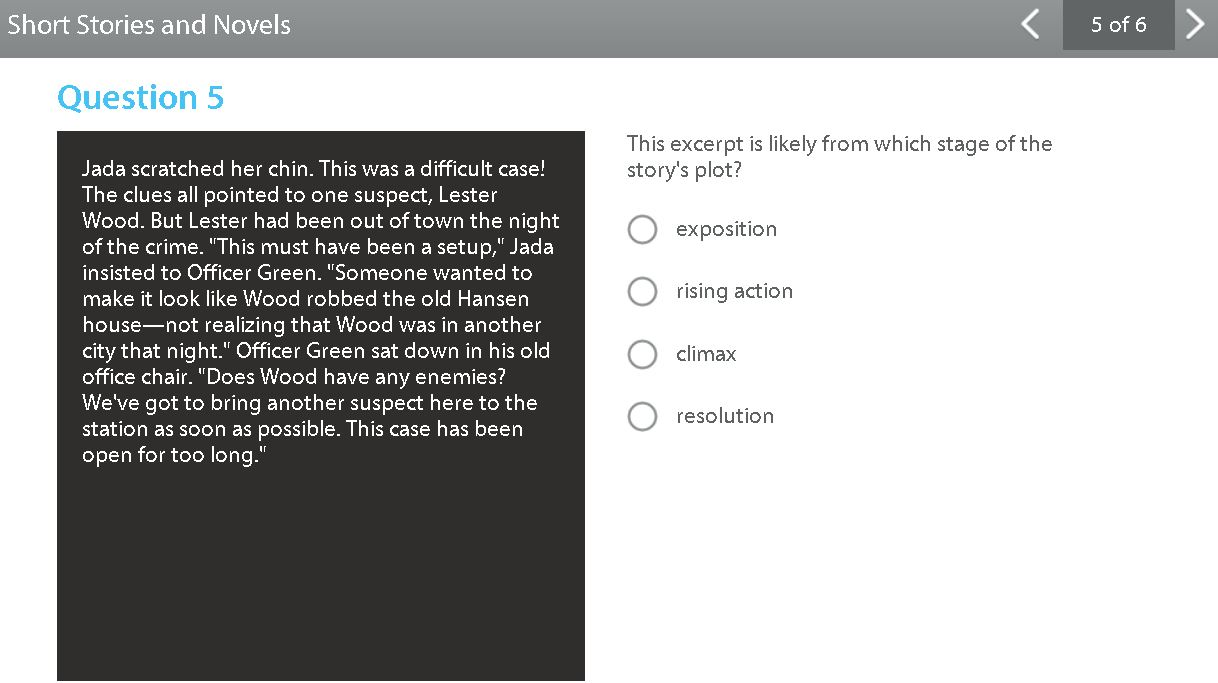 Short Stories and Novels
5 of 6
Question 5
Jada scratched her chin. This was a difficult case!
The clues all pointed to one suspect, Lester
Wood. But Lester had been out of town the night
of the crime. "This must have been a setup," Jada
insisted to Officer Green. "Someone wanted to
make it look like Wood robbed the old Hansen
house—not realizing that Wood was in another
city that night." Officer Green sat down in his old
office chair. "Does Wood have any enemies?
We've got to bring another suspect here to the
station as soon as possible. This case has been
open for too long."
This excerpt is likely from which stage of the
story's plot?
exposition
rising action
climax
resolution